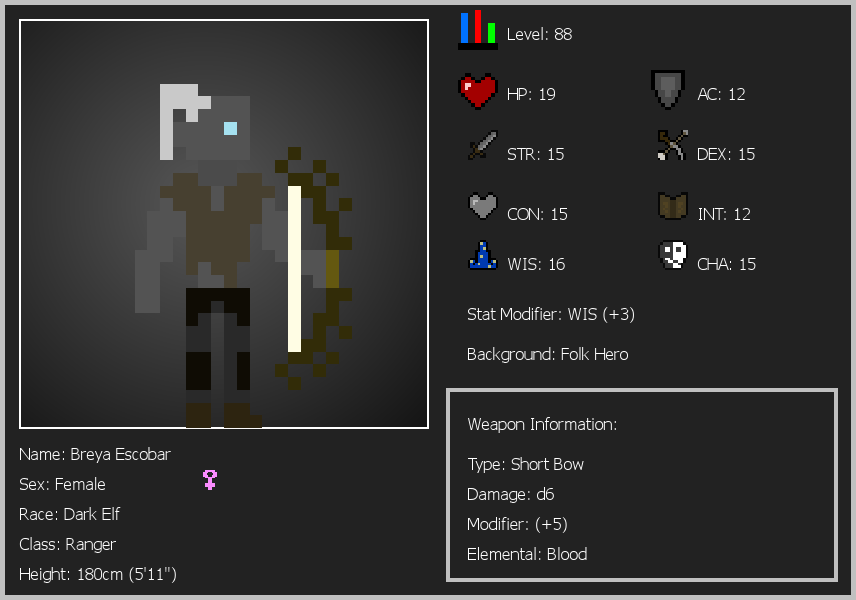 Level: 88
HP: 19
AC: 12
STR: 15
DEX: 15
CON: 15
INT: 12
WIS: 16
CHA: 15
Stat Modifier: WIS (+3)
Background: Folk Hero
Weapon Information:
Type: Short Bow
Damage: d6
Modifier: (+5)
Elemental: Blood
Name: Breya Escobar
Sex: Female
Race: Dark Elf
Class: Ranger
Height: 180cm (5'11")